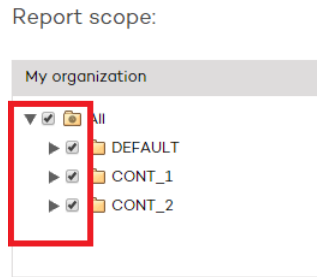 Report scope:
My organization
All
DEFAULT
CONT_1
CONT_2